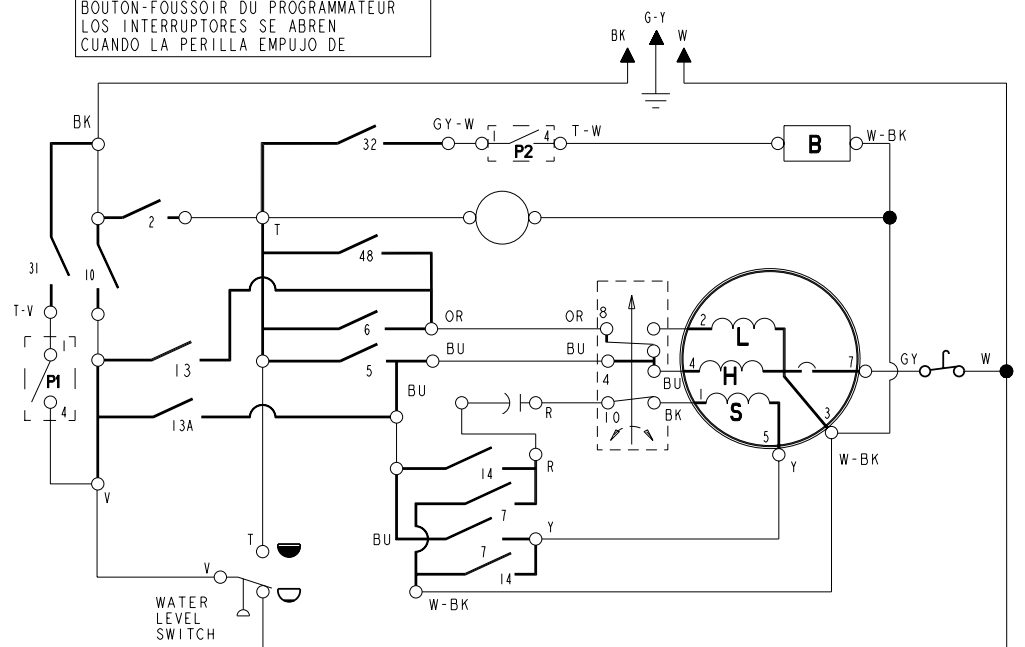 BOUTON-FOUSSOIR DU PROGRAMMATEUR
LOS INTERRUPTORES SE ABREN
CUANDO LA PERILLA EMPUJO DE
G-Y
BK
W
BK
GY-W
1
4
T-W
W-BK
32
P2
B
2
T
31
10
48
T-V
8
OR
OR
6
2
L
1
P1
4
13
5
BU
BU
4
BU
4
H
7
GY
W
BU
R
10
BK
1
S
3
13A
5
W-BK
V
14
R
Y
7
BU
Y
T
7
14
V
W-BK
WATER
LEVEL
SWITCH